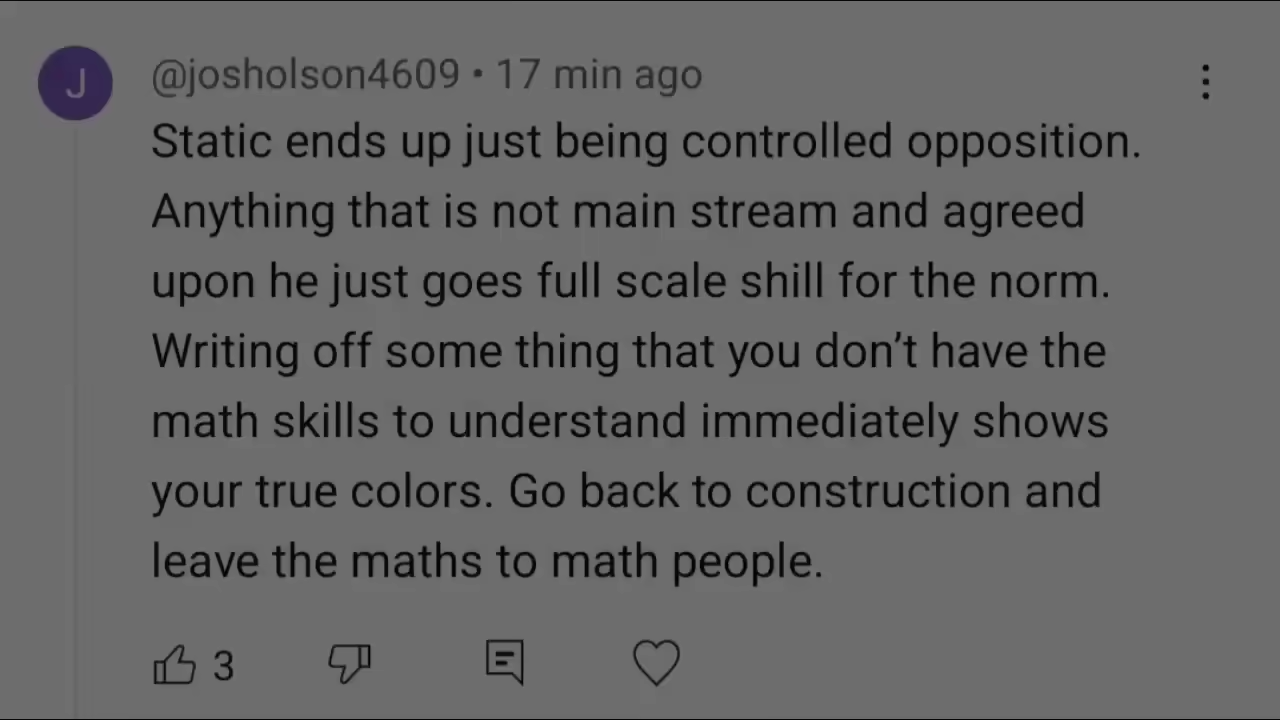 J
@josholson4609 • 17 min ago
Static ends up just being controlled opposition.
Anything that is not main stream and agreed
upon he just goes full scale shill for the norm.
Writing off some thing that you don’t have the
math skills to understand immediately shows
your true colors. Go back to construction and
leave the maths to math people.
3